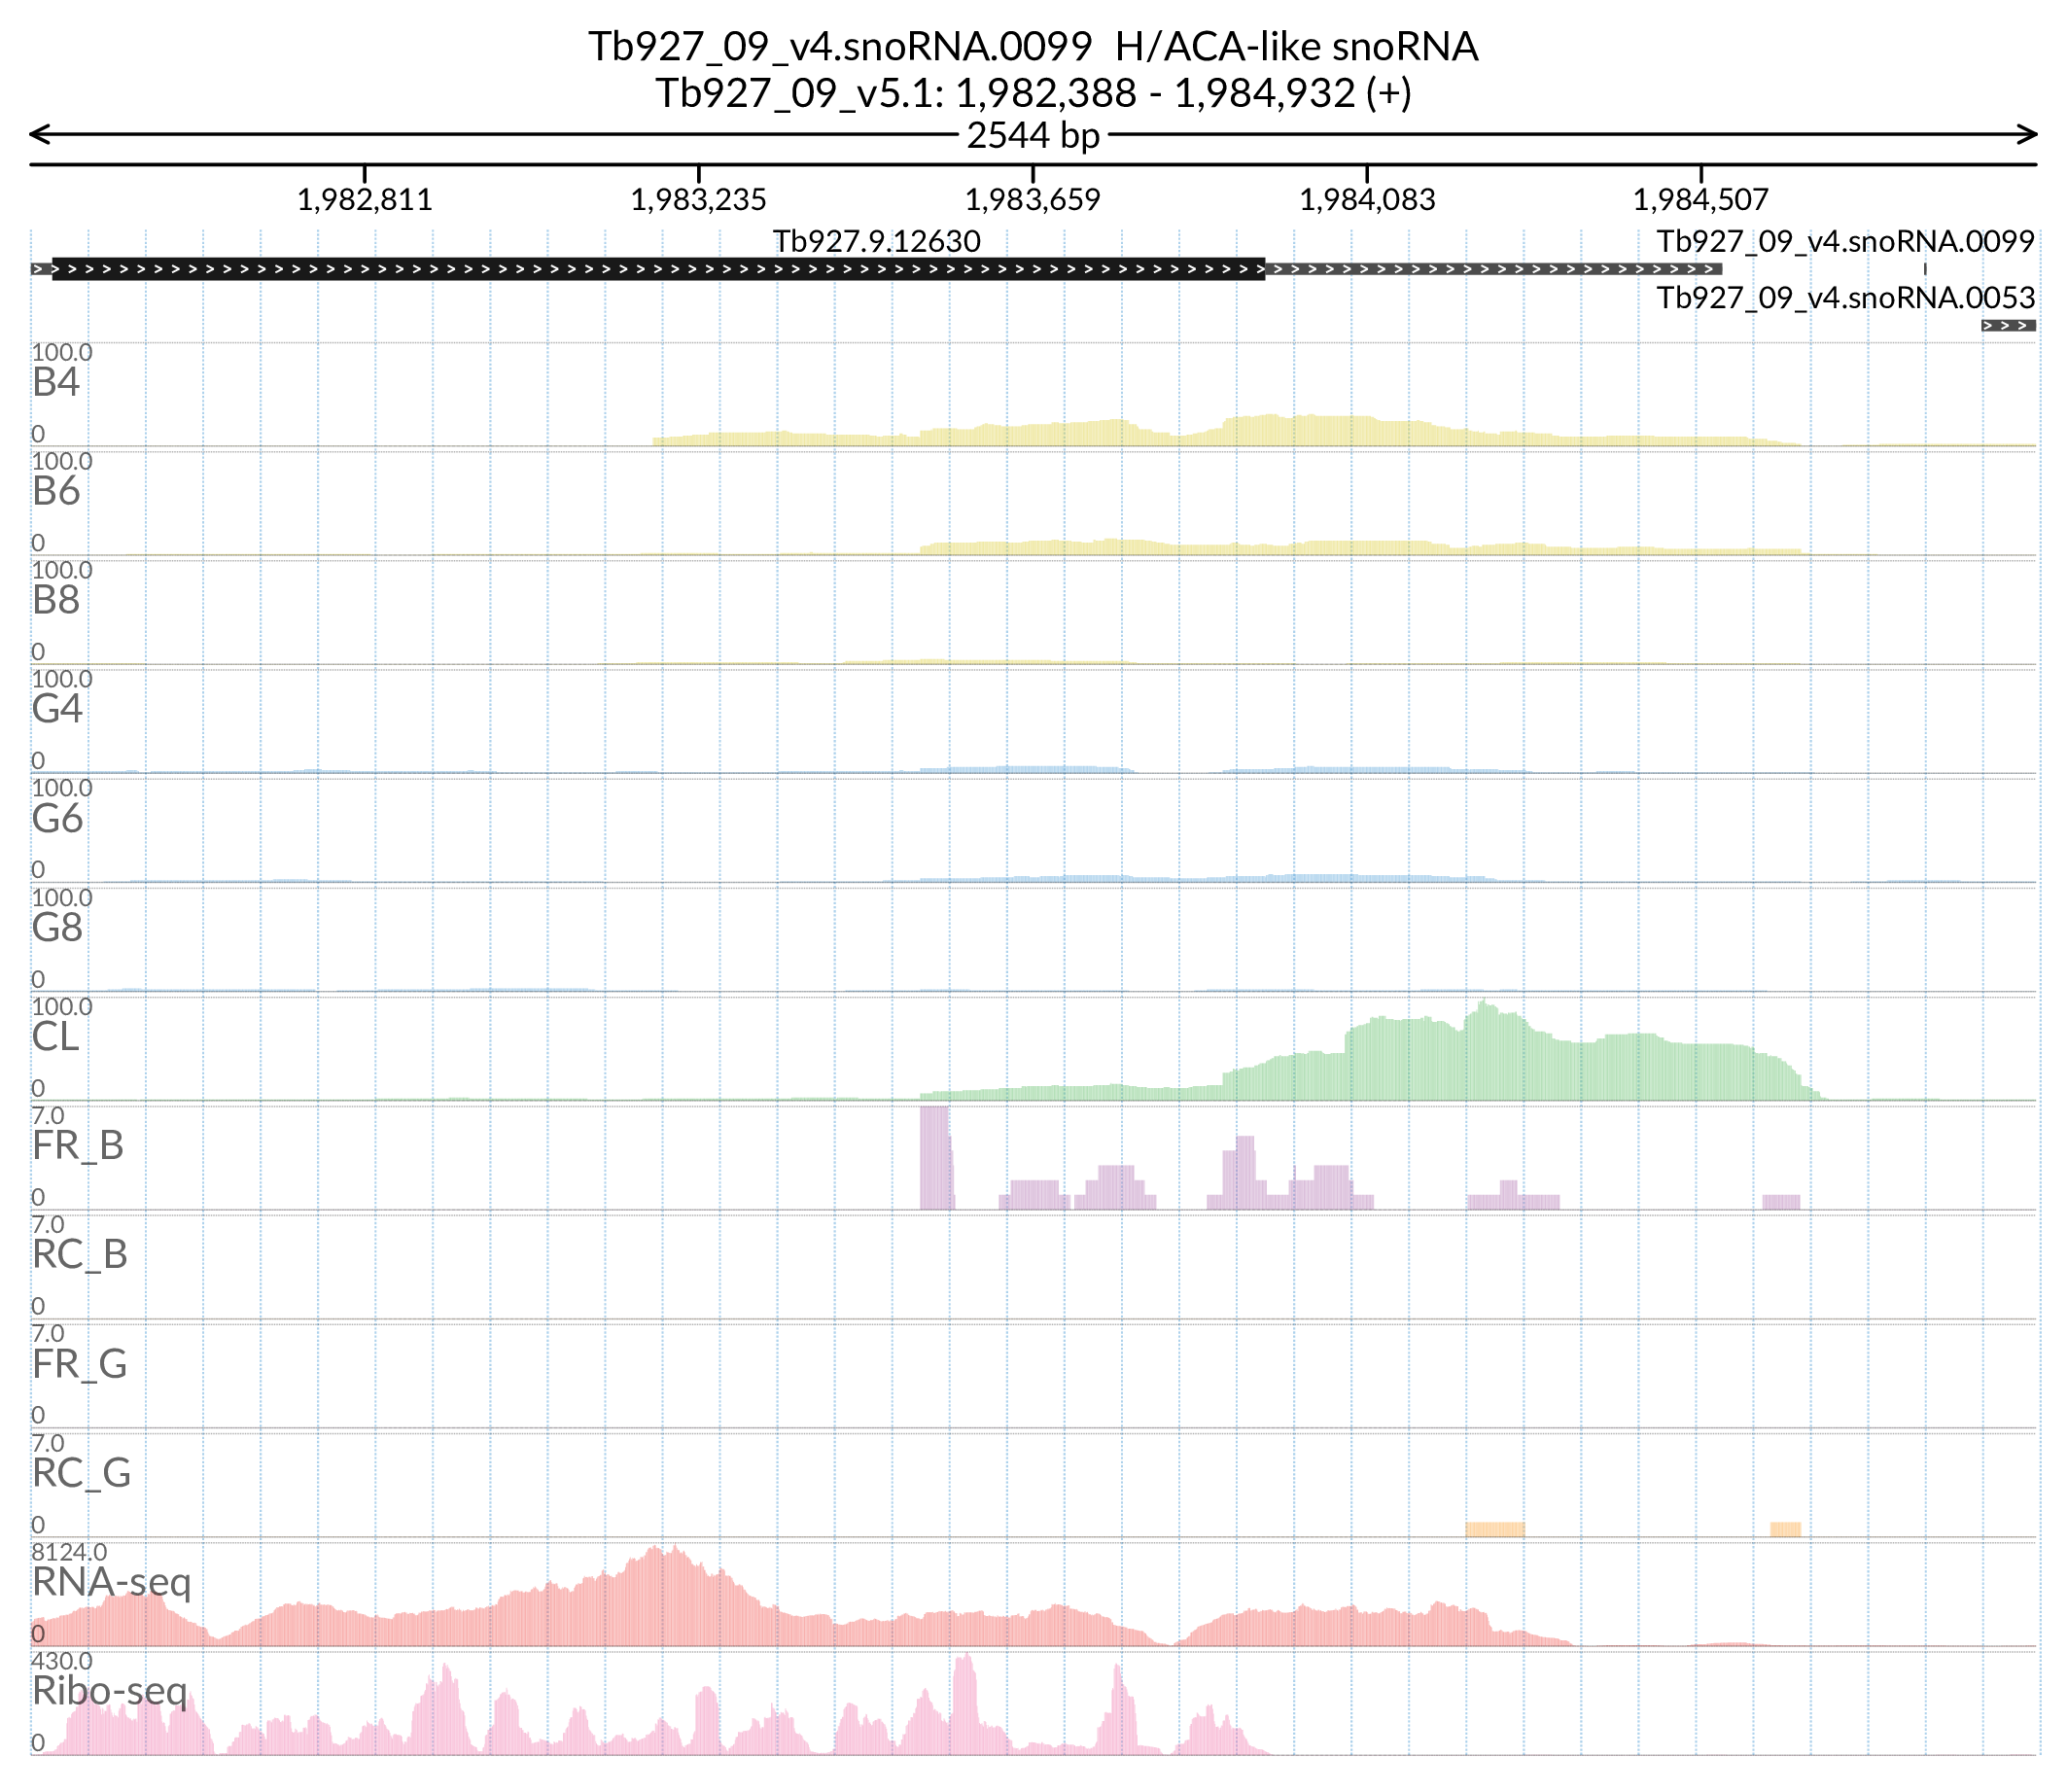 Tb927_09_v4.snoRNA.0099 H/ACA-like snoRNA
Tb927_09_v5.1: 1,982,388 - 1,984,932 (+)
2544 bp
1,982,811 1,983,235 1,983,659 1,984,083 1,984,507
Tb927.9.12630 Tb927_09_v4.snoRNA.0099
Tb927_09_v4.snoRNA.0053
100.0
B4
0
100.0
B6
0
100.0
B8
0
100.0
G4
0
100.0
G6
0
100.0
G8
0
100.0
CL
0
7.0
FR_B
0
7.0
RC_B
0
7.0
FR_G
0
7.0
RC_G
0
8124.0
RNA-seq
0
430.0
Ribo-seq
0